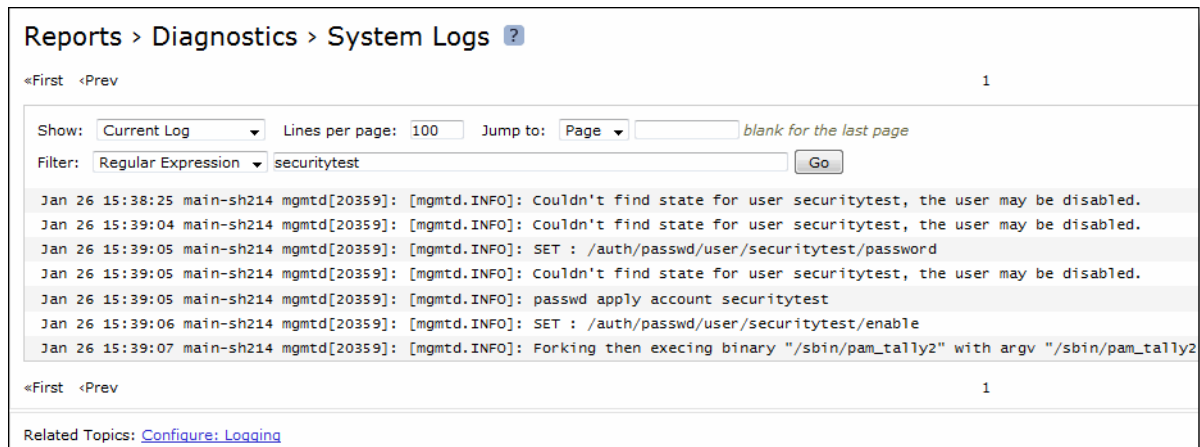 Reports > Diagnostics > System Logs ?
«First ‹Prev 1
Show: Current Log Lines per page: 100 Jump to: Page blank for the last page
Filter: Regular Expression securitytest Go
Jan 26 15:38:25 main-sh214 mgmtd[20359]: [mgmtd.INFO]: Couldn't find state for user securitytest, the user may be disabled.
Jan 26 15:39:04 main-sh214 mgmtd[20359]: [mgmtd.INFO]: Couldn't find state for user securitytest, the user may be disabled.
Jan 26 15:39:05 main-sh214 mgmtd[20359]: [mgmtd.INFO]: SET : /auth/passwd/user/securitytest/password
Jan 26 15:39:05 main-sh214 mgmtd[20359]: [mgmtd.INFO]: Couldn't find state for user securitytest, the user may be disabled.
Jan 26 15:39:05 main-sh214 mgmtd[20359]: [mgmtd.INFO]: passwd apply account securitytest
Jan 26 15:39:06 main-sh214 mgmtd[20359]: [mgmtd.INFO]: SET : /auth/passwd/user/securitytest/enable
Jan 26 15:39:07 main-sh214 mgmtd[20359]: [mgmtd.INFO]: Forking then execing binary "/sbin/pam_tally2" with argv "/sbin/pam_tally2
«First ‹Prev 1
Related Topics: Configure: Logging